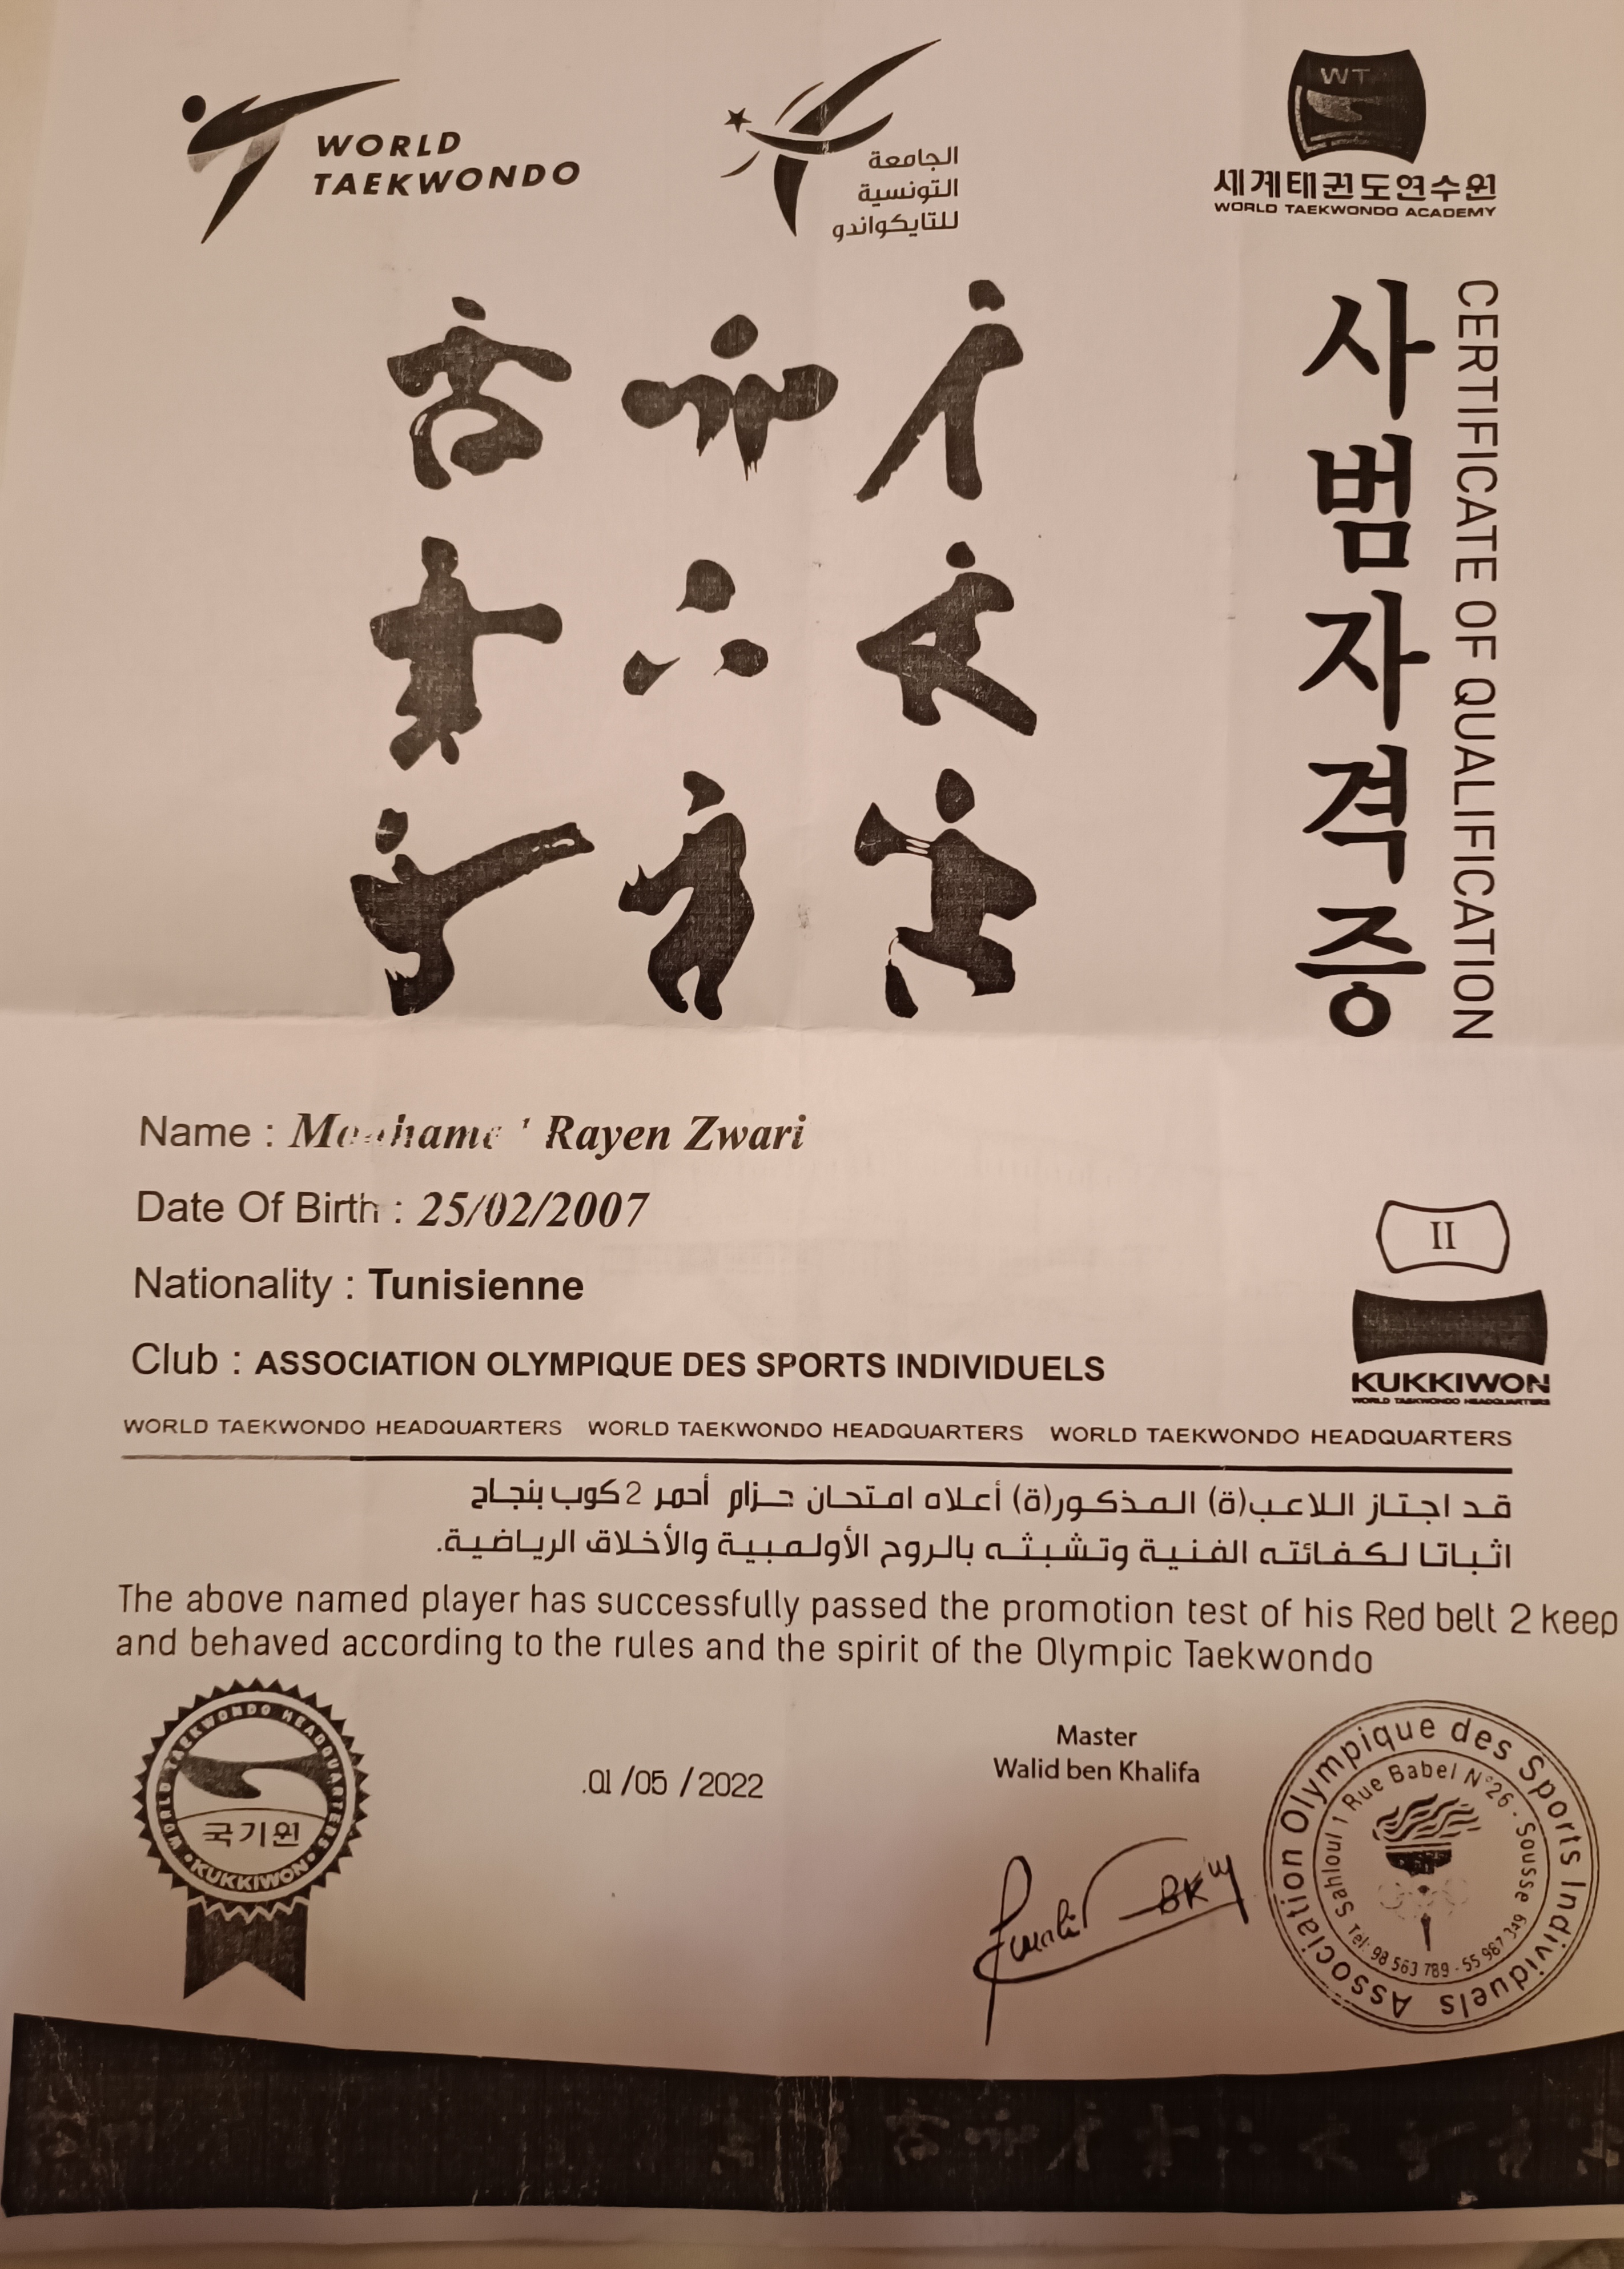 WORLD
TAEKWONDO
الجامعة
التونسية
للتايكواندو
WT
세계태권도연수원
WORLD TAEKWONDO ACADEMY
사범자격증
CERTIFICATE OF QUALIFICATION
Name : Rayen Zwari
Date Of Birth : 25/02/2007
Nationality : Tunisienne
Club : ASSOCIATION OLYMPIQUE DES SPORTS INDIVIDUELS
II
KUKKIWON
WORLD TAEKWONDO HEADQUARTERS
WORLD TAEKWONDO HEADQUARTERS WORLD TAEKWONDO HEADQUARTERS WORLD TAEKWONDO HEADQUARTERS
قد اجتاز اللاعب(ة) المذكور(ة) أعلاه امتحان حزام أحمر 2 كوب بنجاح
اثباتا لكفائته الفنية وتشبثه بالروح الأولمبية والأخلاق الرياضية.
The above named player has successfully passed the promotion test of his Red belt 2 keep
and behaved according to the rules and the spirit of the Olympic Taekwondo
WORLD TAEKWONDO HEADQUARTERS
국기원
KUKKIWON
.01 /05 / 2022
Master
Walid ben Khalifa
Association Olympique des Sports Individuels
Sahloul 1 Rue Babel N°26 - Sousse
Tel: 98 563 789 - 55 987 349